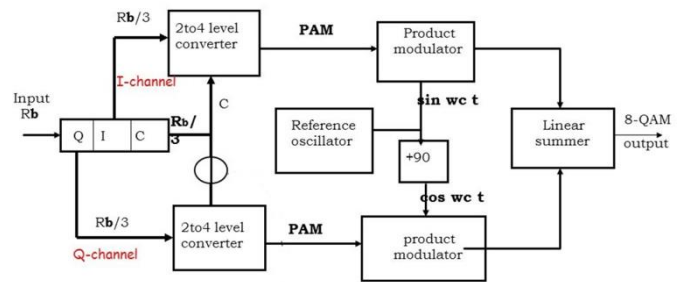 Rb/3
2to4 level
converter
PAM
Product
modulator
I-channel
Input
Rb
Q I C
Rb/
3
C
sin wc t
Reference
oscillator
+90
Linear
summer
8-QAM
output
cos wc t
Rb/3
Q-channel
2to4 level
converter
PAM
product
modulator